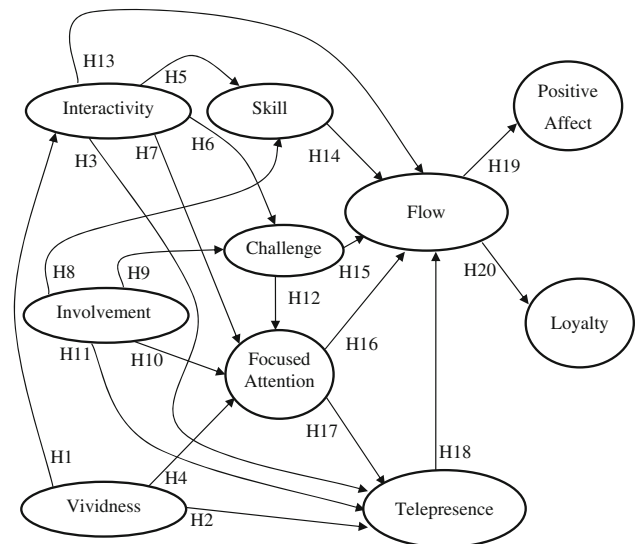 H13
H5
Interactivity
Skill
Positive
Affect
H3
H7
H6
H14
H19
Flow
Challenge
H8
H9
H15
H20
H12
Involvement
Loyalty
H11
H10
H16
Focused
Attention
H17
H1
H4
H18
Vividness
H2
Telepresence